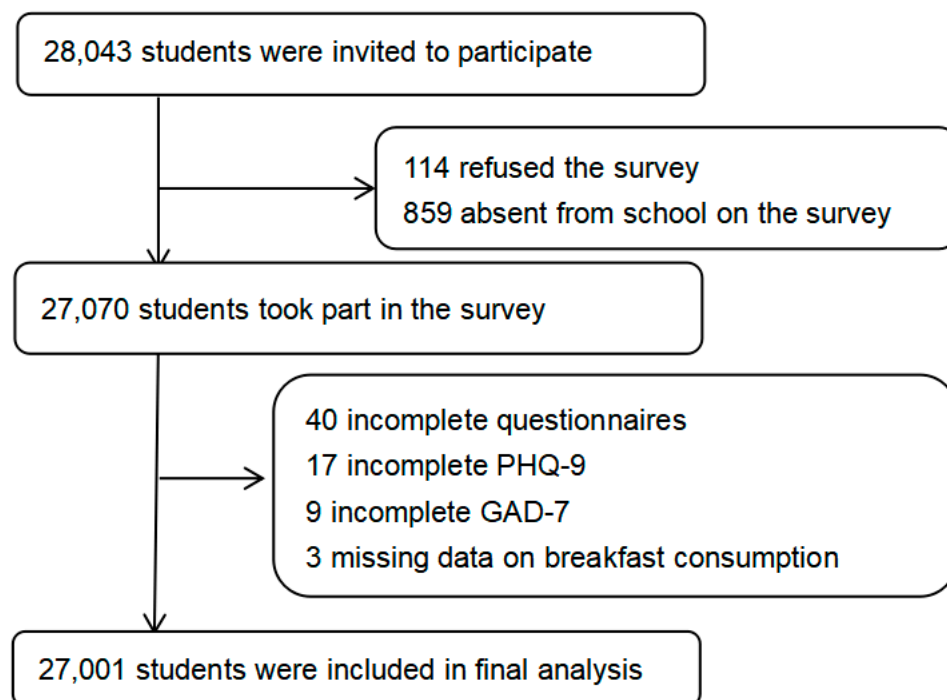 28,043 students were invited to participate
114 refused the survey
859 absent from school on the survey
27,070 students took part in the survey
40 incomplete questionnaires
17 incomplete PHQ-9
9 incomplete GAD-7
3 missing data on breakfast consumption
27,001 students were included in final analysis